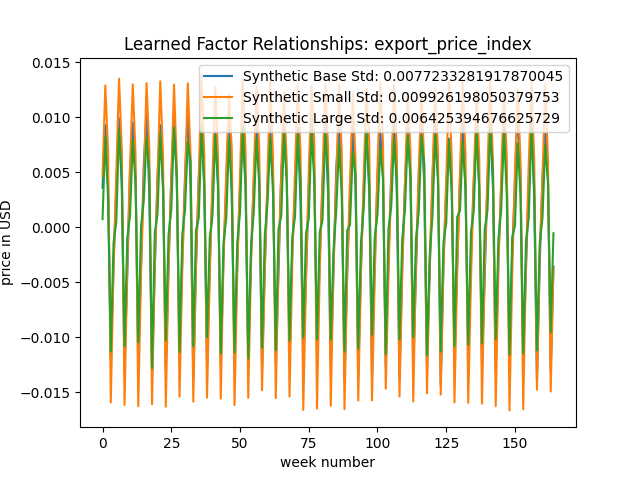 Learned Factor Relationships: export_price_index
Synthetic Base Std: 0.0077233281917870045
Synthetic Small Std: 0.009926198050379753
Synthetic Large Std: 0.006425394676625729
0.015
0.010
0.005
0.000
−0.005
−0.010
−0.015
price in USD
0 25 50 75 100 125 150
week number